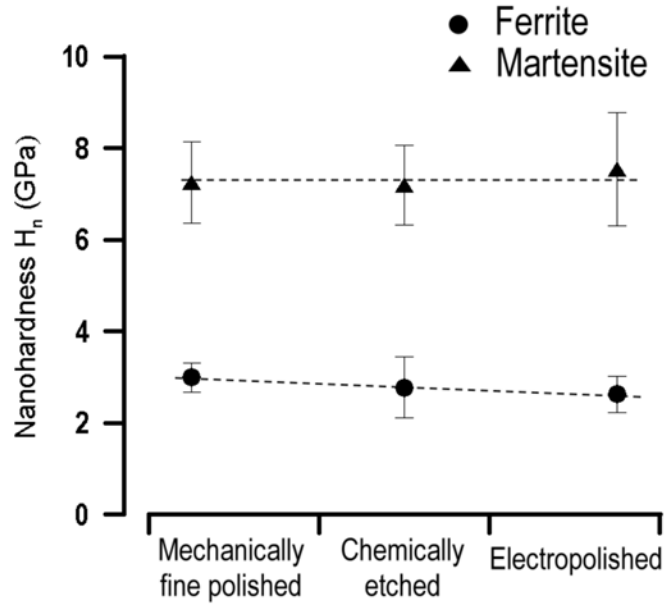 Ferrite
Martensite
10
8
6
4
2
0
Nanohardness Hₙ (GPa)
Mechanically
fine polished
Chemically
etched
Electropolished